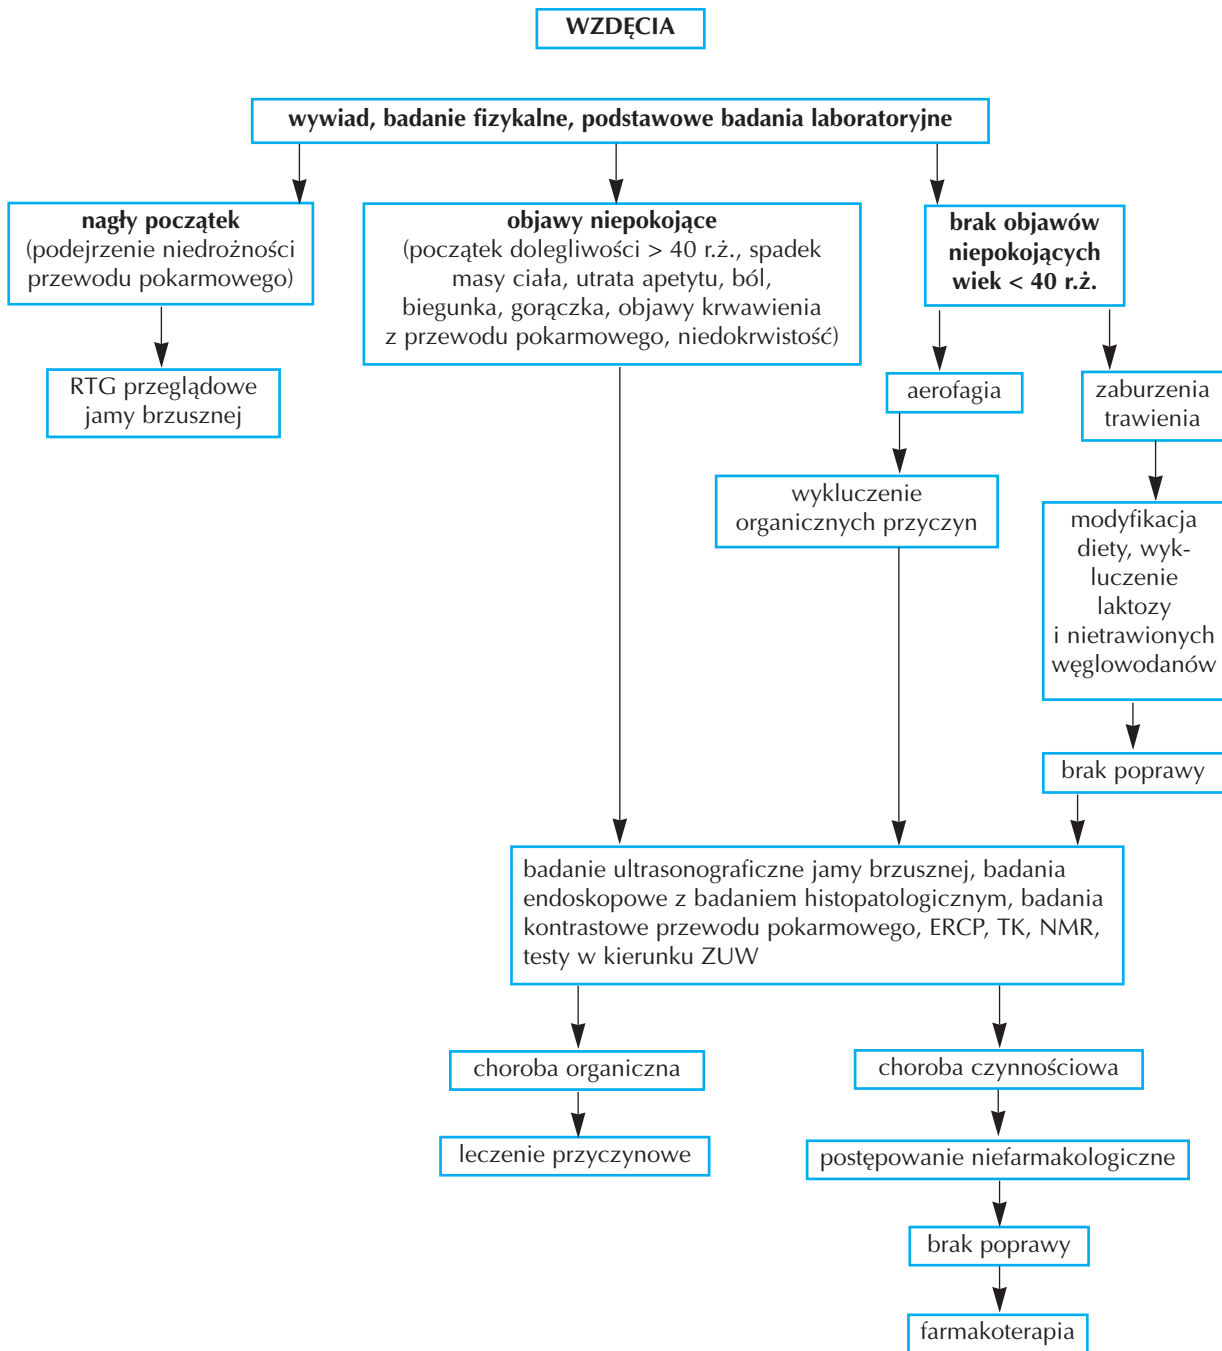 WZDĘCIA
wywiad, badanie fizykalne, podstawowe badania laboratoryjne
nagły początek
(podejrzenie niedrożności
przewodu pokarmowego)
objawy niepokojące
(początek dolegliwości > 40 r.ż., spadek
masy ciała, utrata apetytu, ból,
biegunka, gorączka, objawy krwawienia
z przewodu pokarmowego, niedokrwistość)
brak objawów
niepokojących
wiek < 40 r.ż.
RTG przeglądowe
jamy brzusznej
aerofagia
zaburzenia
trawienia
wykluczenie
organicznych przyczyn
modyfikacja
diety, wyk-
luczenie
laktozy
i nietrawionych
węglowodanów
brak poprawy
badanie ultrasonograficzne jamy brzusznej, badania
endoskopowe z badaniem histopatologicznym, badania
kontrastowe przewodu pokarmowego, ERCP, TK, NMR,
testy w kierunku ZUW
choroba organiczna
choroba czynnościowa
leczenie przyczynowe
postępowanie niefarmakologiczne
brak poprawy
farmakoterapia